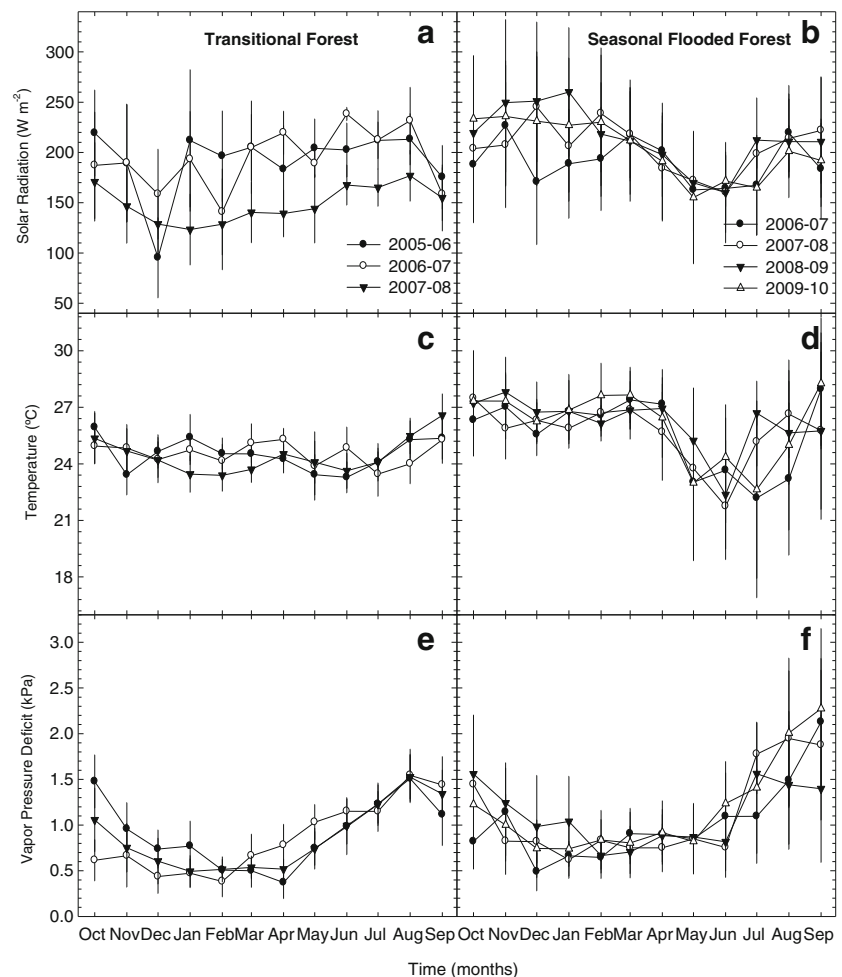 Transitional Forest
a
Seasonal Flooded Forest
b
Solar Radiation (W m-2)
300
250
200
150
100
50
2005-06
2006-07
2007-08
2006-07
2007-08
2008-09
2009-10
c
d
Temperature (ºC)
30
27
24
21
18
e
f
Vapor Pressure Deficit (kPa)
3.0
2.5
2.0
1.5
1.0
0.5
0.0
Oct Nov Dec Jan Feb Mar Apr May Jun Jul Aug Sep
Oct Nov Dec Jan Feb Mar Apr May Jun Jul Aug Sep
Time (months)